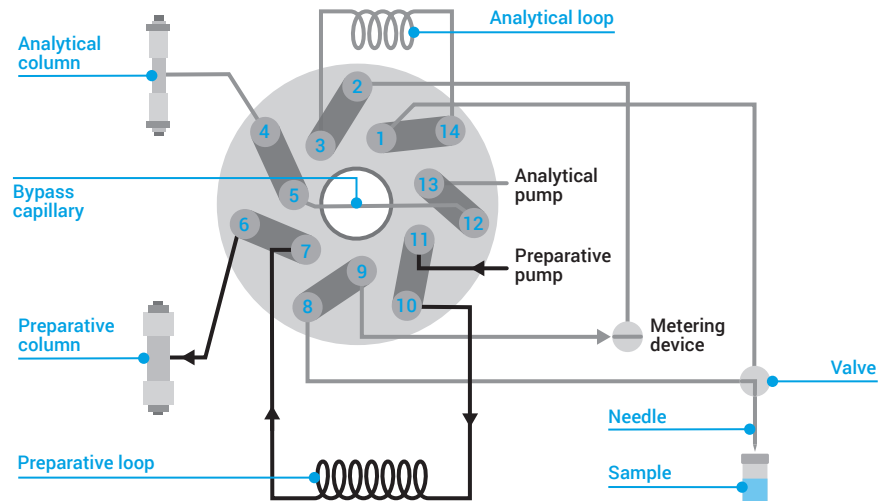 Analytical loop
Analytical
column
2
4
3
1
14
13
Analytical
pump
Bypass
capillary
5
12
6
11
7
Preparative
pump
9
8
10
Preparative
column
Metering
device
Valve
Needle
Preparative loop
Sample